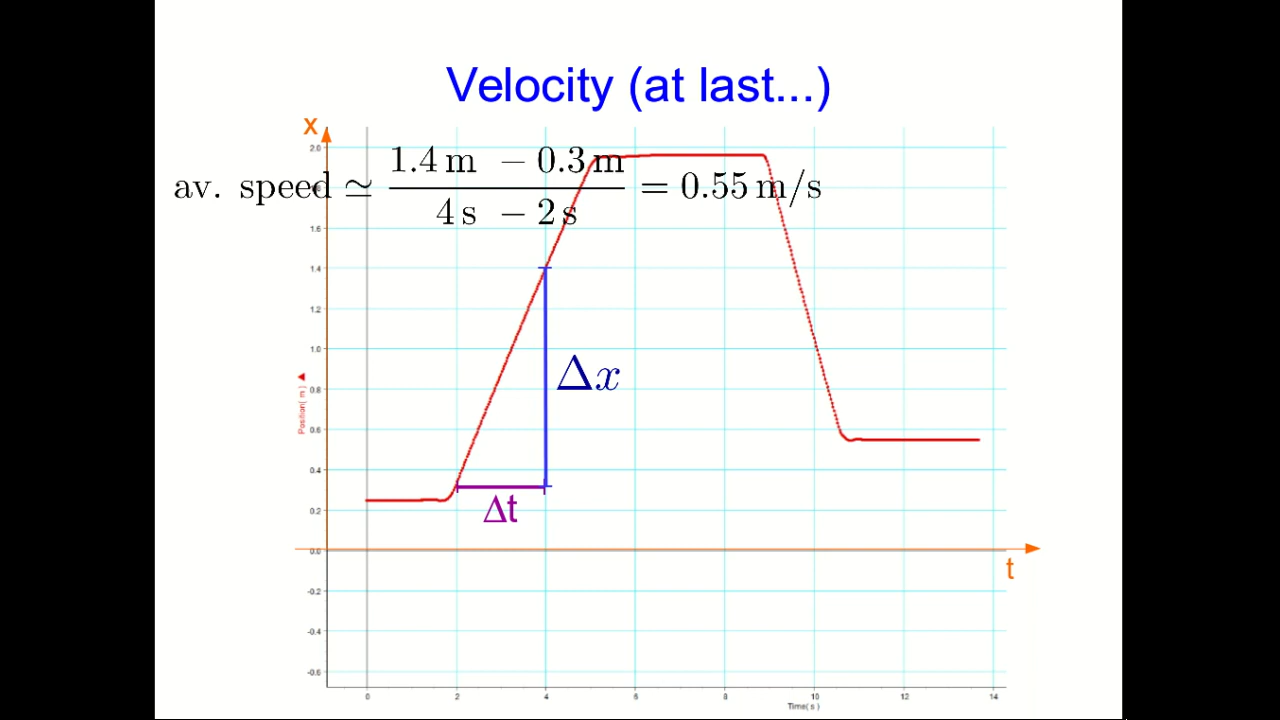 Velocity (at last...)
x
av. speed ≃ (1.4 m − 0.3 m) / (4 s − 2 s) = 0.55 m/s
2.0
1.6
1.4
1.2
1.0
0.8
0.6
0.4
0.2
0.0
-0.2
-0.4
-0.6
Position( m )
Δx
Δt
t
0
2
4
6
8
10
12
14
Time( s )